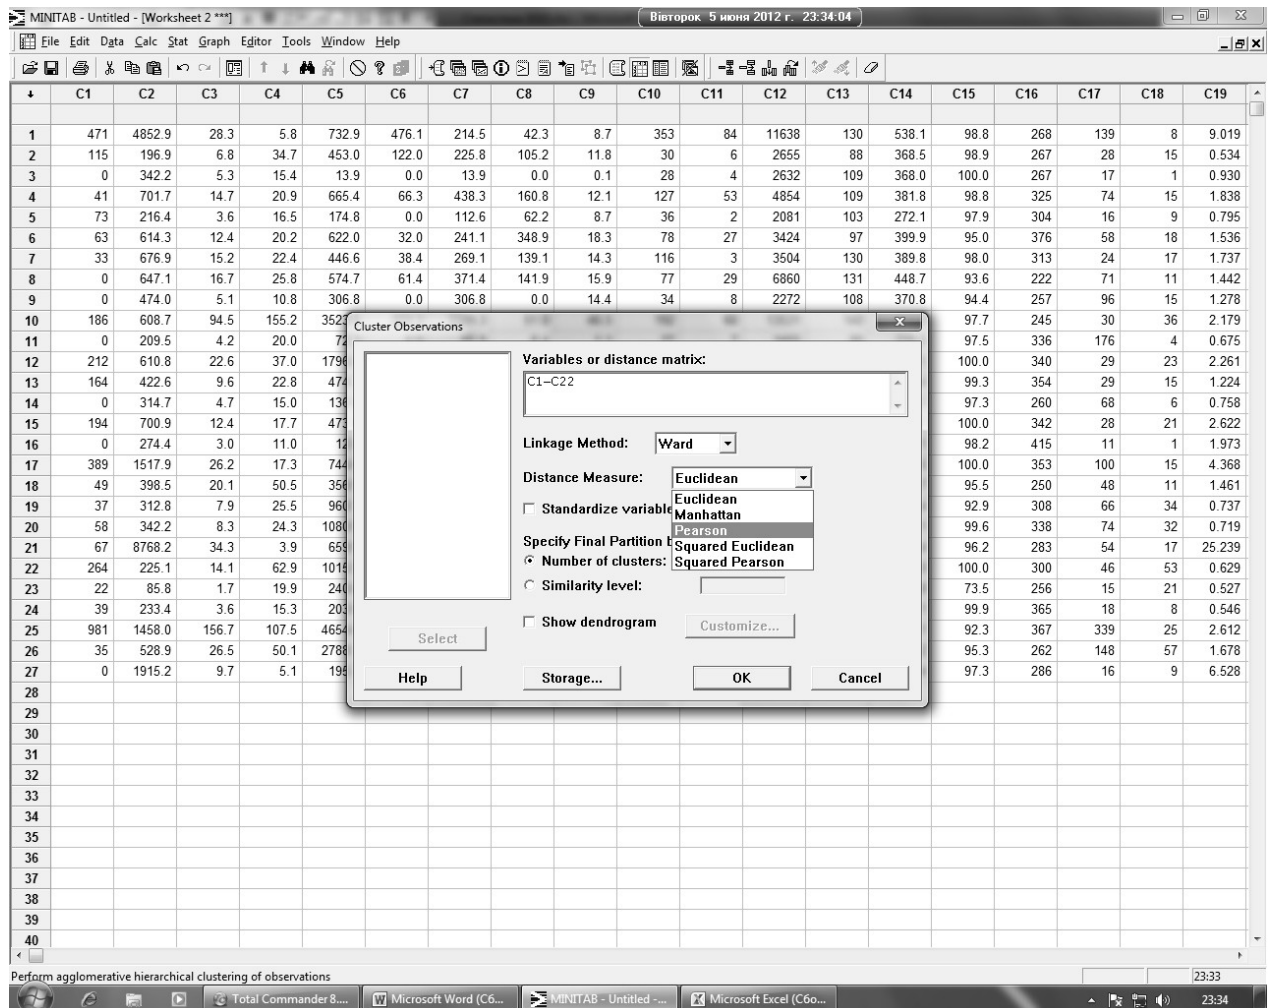 MINITAB - Untitled - [Worksheet 2 ***]
Вівторок 5 июня 2012 г. 23:34:04
File Edit Data Calc Stat Graph Editor Tools Window Help
C1 C2 C3 C4 C5 C6 C7 C8 C9 C10 C11 C12 C13 C14 C15 C16 C17 C18 C19
1 471 4852.9 28.3 5.8 732.9 476.1 214.5 42.3 8.7 353 84 11638 130 538.1 98.8 268 139 8 9.019
2 115 196.9 6.8 34.7 453.0 122.0 225.8 105.2 11.8 30 6 2655 88 368.5 98.9 267 28 15 0.534
3 0 342.2 5.3 15.4 13.9 0.0 13.9 0.0 0.1 28 4 2632 109 368.0 100.0 267 17 1 0.930
4 41 701.7 14.7 20.9 665.4 66.3 438.3 160.8 12.1 127 53 4854 109 381.8 98.8 325 74 15 1.838
5 73 216.4 3.6 16.5 174.8 0.0 112.6 62.2 8.7 36 2 2081 103 272.1 97.9 304 16 9 0.795
6 63 614.3 12.4 20.2 622.0 32.0 241.1 348.9 18.3 78 27 3424 97 399.9 95.0 376 58 18 1.536
7 33 676.9 15.2 22.4 446.6 38.4 269.1 139.1 14.3 116 3 3504 130 389.8 98.0 313 24 17 1.737
8 0 647.1 16.7 25.8 574.7 61.4 371.4 141.9 15.9 77 29 6860 131 448.7 93.6 222 71 11 1.442
9 0 474.0 5.1 10.8 306.8 0.0 306.8 0.0 14.4 34 8 2272 108 370.8 94.4 257 96 15 1.278
10 186 608.7 94.5 155.2 3523 97.7 245 30 36 2.179
11 0 209.5 4.2 20.0 72 97.5 336 176 4 0.675
12 212 610.8 22.6 37.0 1796 100.0 340 29 23 2.261
13 164 422.6 9.6 22.8 474 99.3 354 29 15 1.224
14 0 314.7 4.7 15.0 136 97.3 260 68 6 0.758
15 194 700.9 12.4 17.7 473 100.0 342 28 21 2.622
16 0 274.4 3.0 11.0 12 98.2 415 11 1 1.973
17 389 1517.9 26.2 17.3 744 100.0 353 100 15 4.368
18 49 398.5 20.1 50.5 356 95.5 250 48 11 1.461
19 37 312.8 7.9 25.5 960 92.9 308 66 34 0.737
20 58 342.2 8.3 24.3 1080 99.6 338 74 32 0.719
21 67 8768.2 34.3 3.9 659 96.2 283 54 17 25.239
22 264 225.1 14.1 62.9 1015 100.0 300 46 53 0.629
23 22 85.8 1.7 19.9 240 73.5 256 15 21 0.527
24 39 233.4 3.6 15.3 203 99.9 365 18 8 0.546
25 981 1458.0 156.7 107.5 4654 92.3 367 339 25 2.612
26 35 528.9 26.5 50.1 2788 95.3 262 148 57 1.678
27 0 1915.2 9.7 5.1 195 97.3 286 16 9 6.528
28
29
30
31
32
33
34
35
36
37
38
39
40
Cluster Observations
Variables or distance matrix:
C1-C22
Linkage Method: Ward
Distance Measure: Euclidean
Euclidean
Manhattan
Pearson
Squared Euclidean
Squared Pearson
Standardize variable
Specify Final Partition b
Number of clusters:
Similarity level:
Show dendrogram Customize...
Select
Help Storage... OK Cancel
Perform agglomerative hierarchical clustering of observations
23:33
Total Commander 8.... Microsoft Word (C6... MINITAB - Untitled -... Microsoft Excel (C6o...
23:34